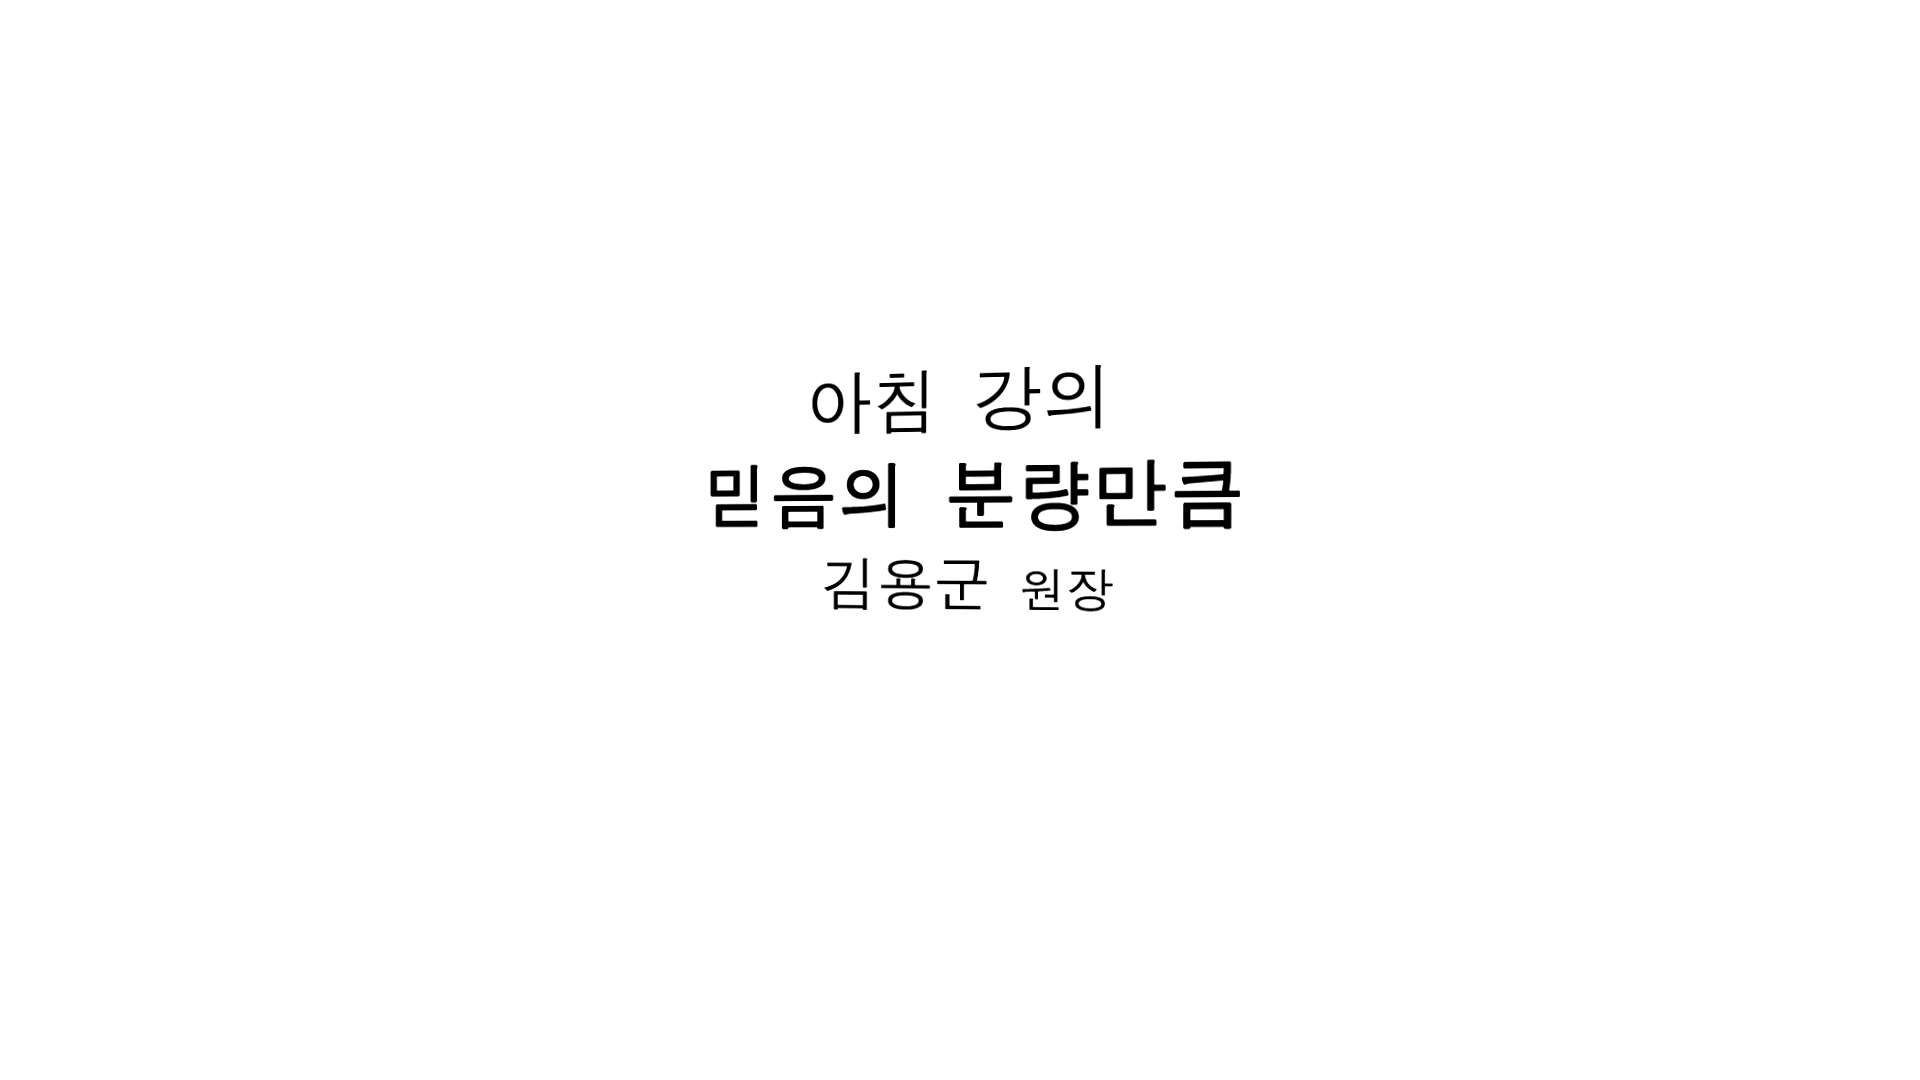 아침 강의
믿음의 분량만큼
김용군 원장